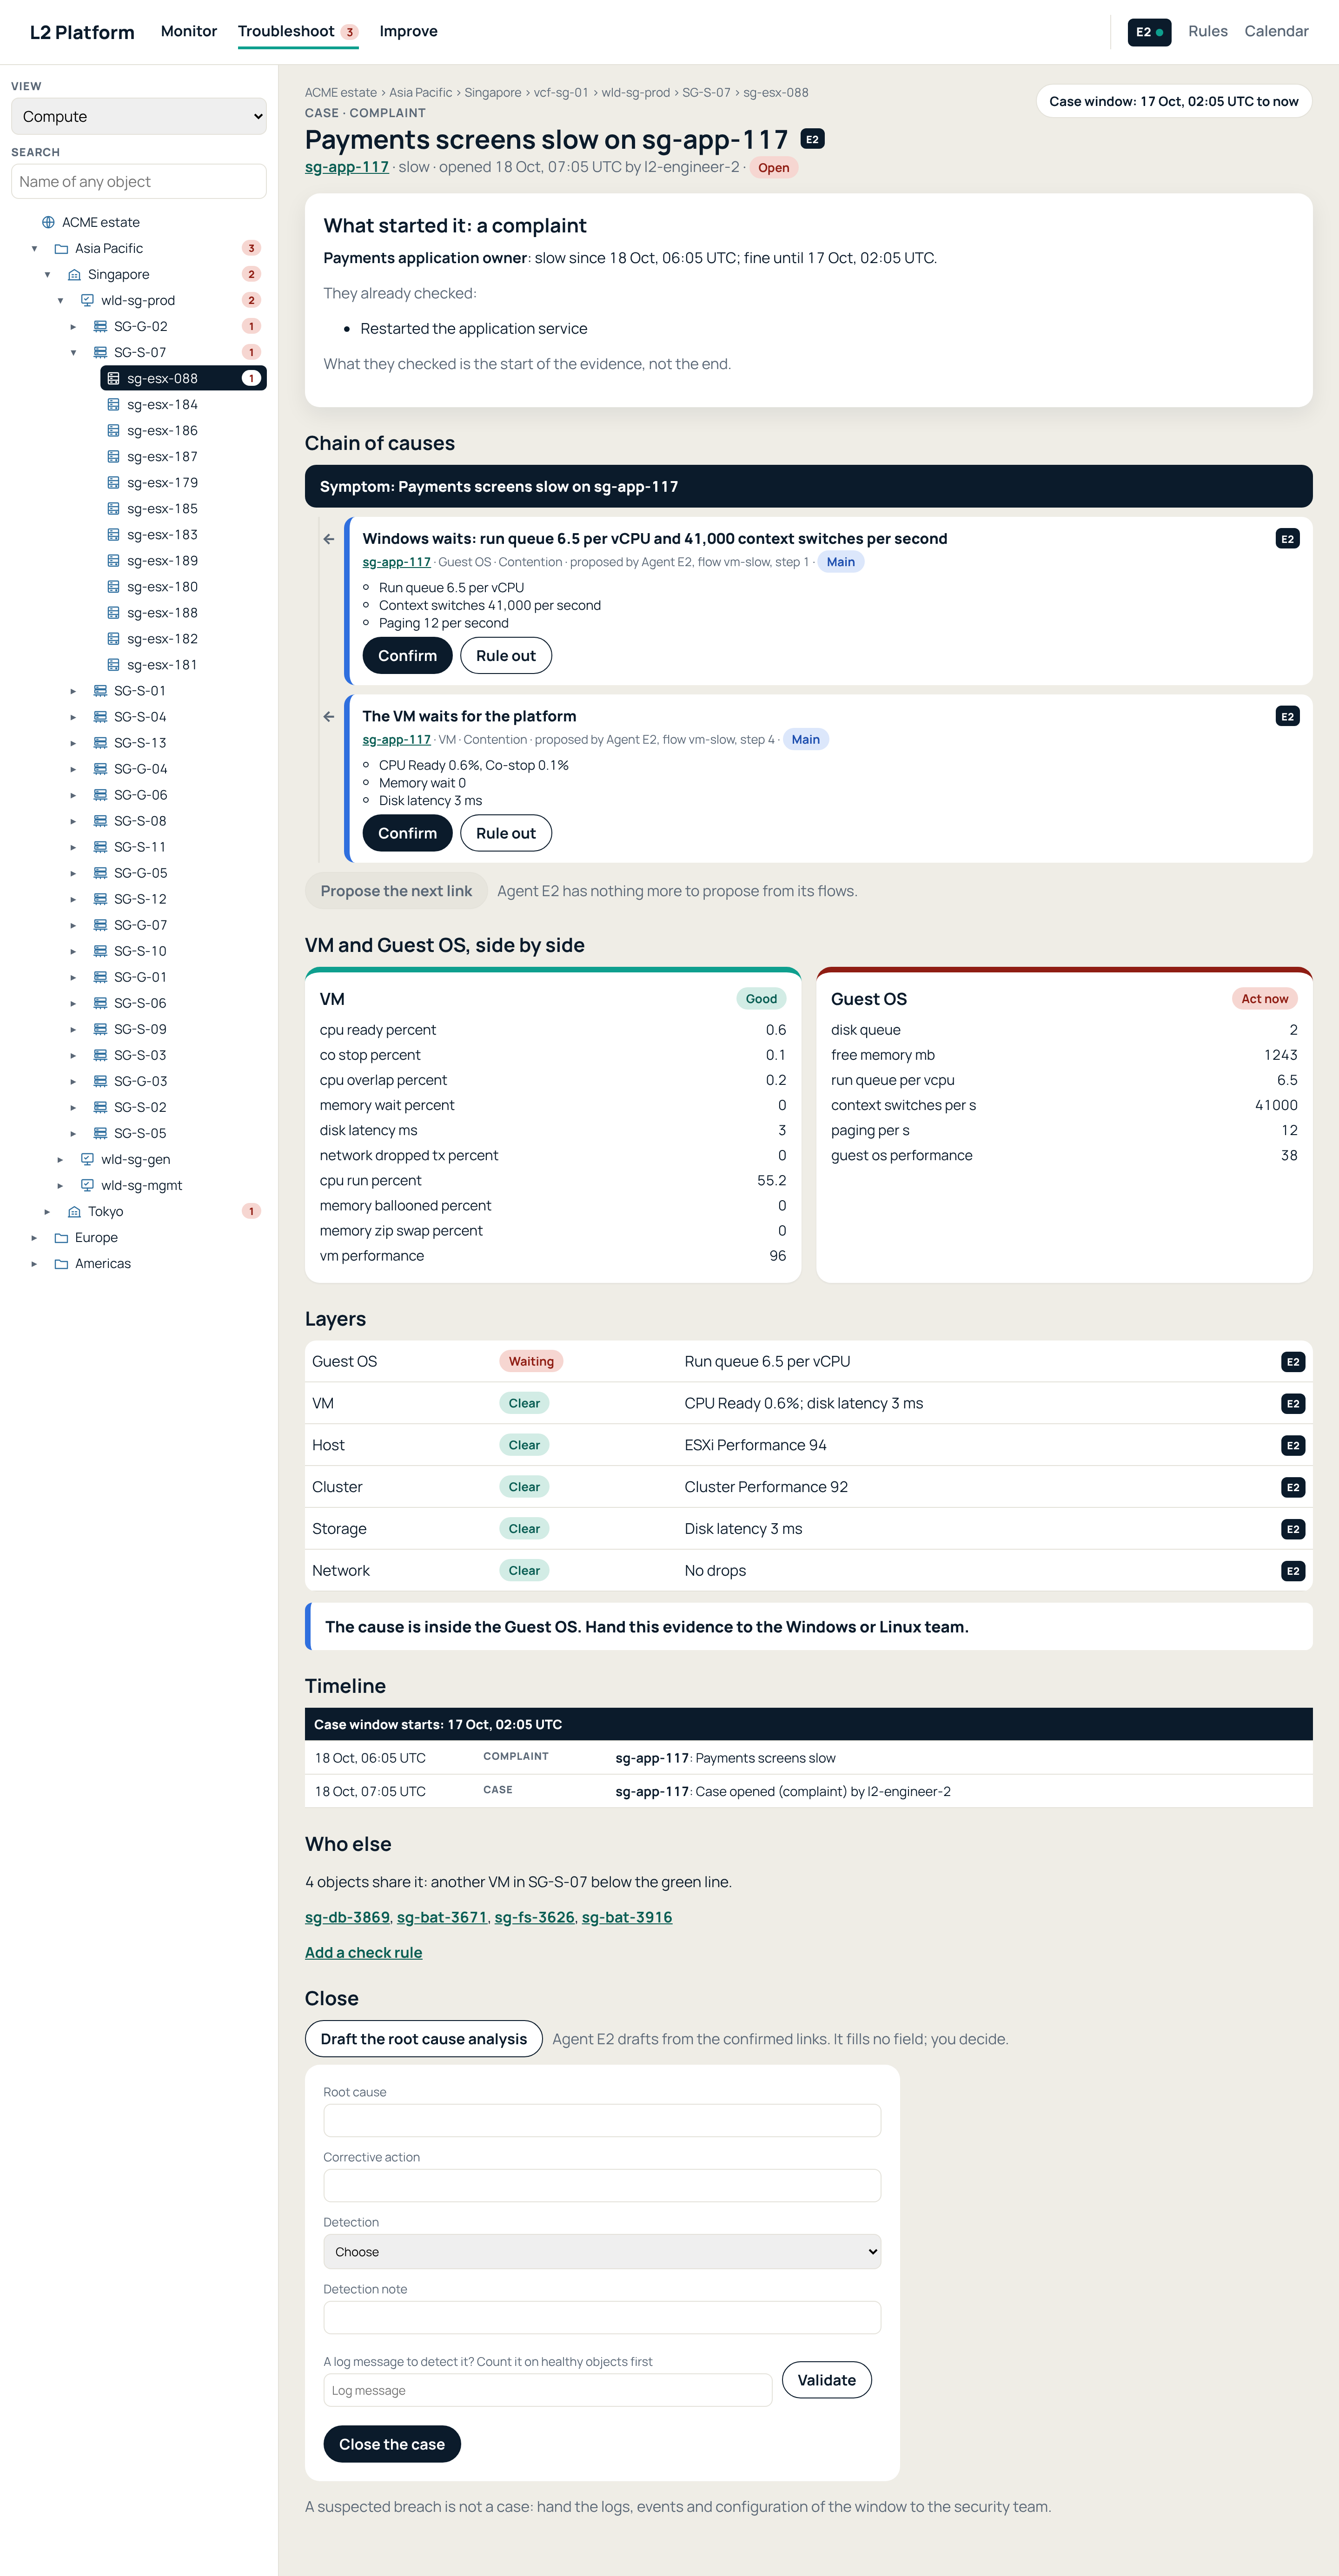 L2 Platform
Monitor
Troubleshoot 3
Improve
E2
Rules
Calendar
VIEW
Compute
SEARCH
Name of any object
ACME estate
Asia Pacific 3
Singapore 2
wld-sg-prod 2
SG-G-02 1
SG-S-07 1
sg-esx-088 1
sg-esx-184
sg-esx-186
sg-esx-187
sg-esx-179
sg-esx-185
sg-esx-183
sg-esx-189
sg-esx-180
sg-esx-188
sg-esx-182
sg-esx-181
SG-S-01
SG-S-04
SG-S-13
SG-G-04
SG-G-06
SG-S-08
SG-S-11
SG-G-05
SG-S-12
SG-G-07
SG-S-10
SG-G-01
SG-S-06
SG-S-09
SG-S-03
SG-G-03
SG-S-02
SG-S-05
wld-sg-gen
wld-sg-mgmt
Tokyo 1
Europe
Americas
ACME estate › Asia Pacific › Singapore › vcf-sg-01 › wld-sg-prod › SG-S-07 › sg-esx-088
Case window: 17 Oct, 02:05 UTC to now
CASE · COMPLAINT
Payments screens slow on sg-app-117 E2
sg-app-117 · slow · opened 18 Oct, 07:05 UTC by l2-engineer-2 · Open
What started it: a complaint
Payments application owner: slow since 18 Oct, 06:05 UTC; fine until 17 Oct, 02:05 UTC.
They already checked:
• Restarted the application service
What they checked is the start of the evidence, not the end.
Chain of causes
Symptom: Payments screens slow on sg-app-117
← Windows waits: run queue 6.5 per vCPU and 41,000 context switches per second E2
sg-app-117 · Guest OS · Contention · proposed by Agent E2, flow vm-slow, step 1 · Main
Run queue 6.5 per vCPU
Context switches 41,000 per second
Paging 12 per second
Confirm Rule out
← The VM waits for the platform E2
sg-app-117 · VM · Contention · proposed by Agent E2, flow vm-slow, step 4 · Main
CPU Ready 0.6%, Co-stop 0.1%
Memory wait 0
Disk latency 3 ms
Confirm Rule out
Propose the next link Agent E2 has nothing more to propose from its flows.
VM and Guest OS, side by side
VM Good
cpu ready percent 0.6
co stop percent 0.1
cpu overlap percent 0.2
memory wait percent 0
disk latency ms 3
network dropped tx percent 0
cpu run percent 55.2
memory ballooned percent 0
memory zip swap percent 0
vm performance 96
Guest OS Act now
disk queue 2
free memory mb 1243
run queue per vcpu 6.5
context switches per s 41000
paging per s 12
guest os performance 38
Layers
Guest OS Waiting Run queue 6.5 per vCPU E2
VM Clear CPU Ready 0.6%; disk latency 3 ms E2
Host Clear ESXi Performance 94 E2
Cluster Clear Cluster Performance 92 E2
Storage Clear Disk latency 3 ms E2
Network Clear No drops E2
The cause is inside the Guest OS. Hand this evidence to the Windows or Linux team.
Timeline
Case window starts: 17 Oct, 02:05 UTC
18 Oct, 06:05 UTC COMPLAINT sg-app-117: Payments screens slow
18 Oct, 07:05 UTC CASE sg-app-117: Case opened (complaint) by l2-engineer-2
Who else
4 objects share it: another VM in SG-S-07 below the green line.
sg-db-3869, sg-bat-3671, sg-fs-3626, sg-bat-3916
Add a check rule
Close
Draft the root cause analysis Agent E2 drafts from the confirmed links. It fills no field; you decide.
Root cause
Corrective action
Detection
Choose
Detection note
A log message to detect it? Count it on healthy objects first
Log message
Validate
Close the case
A suspected breach is not a case: hand the logs, events and configuration of the window to the security team.